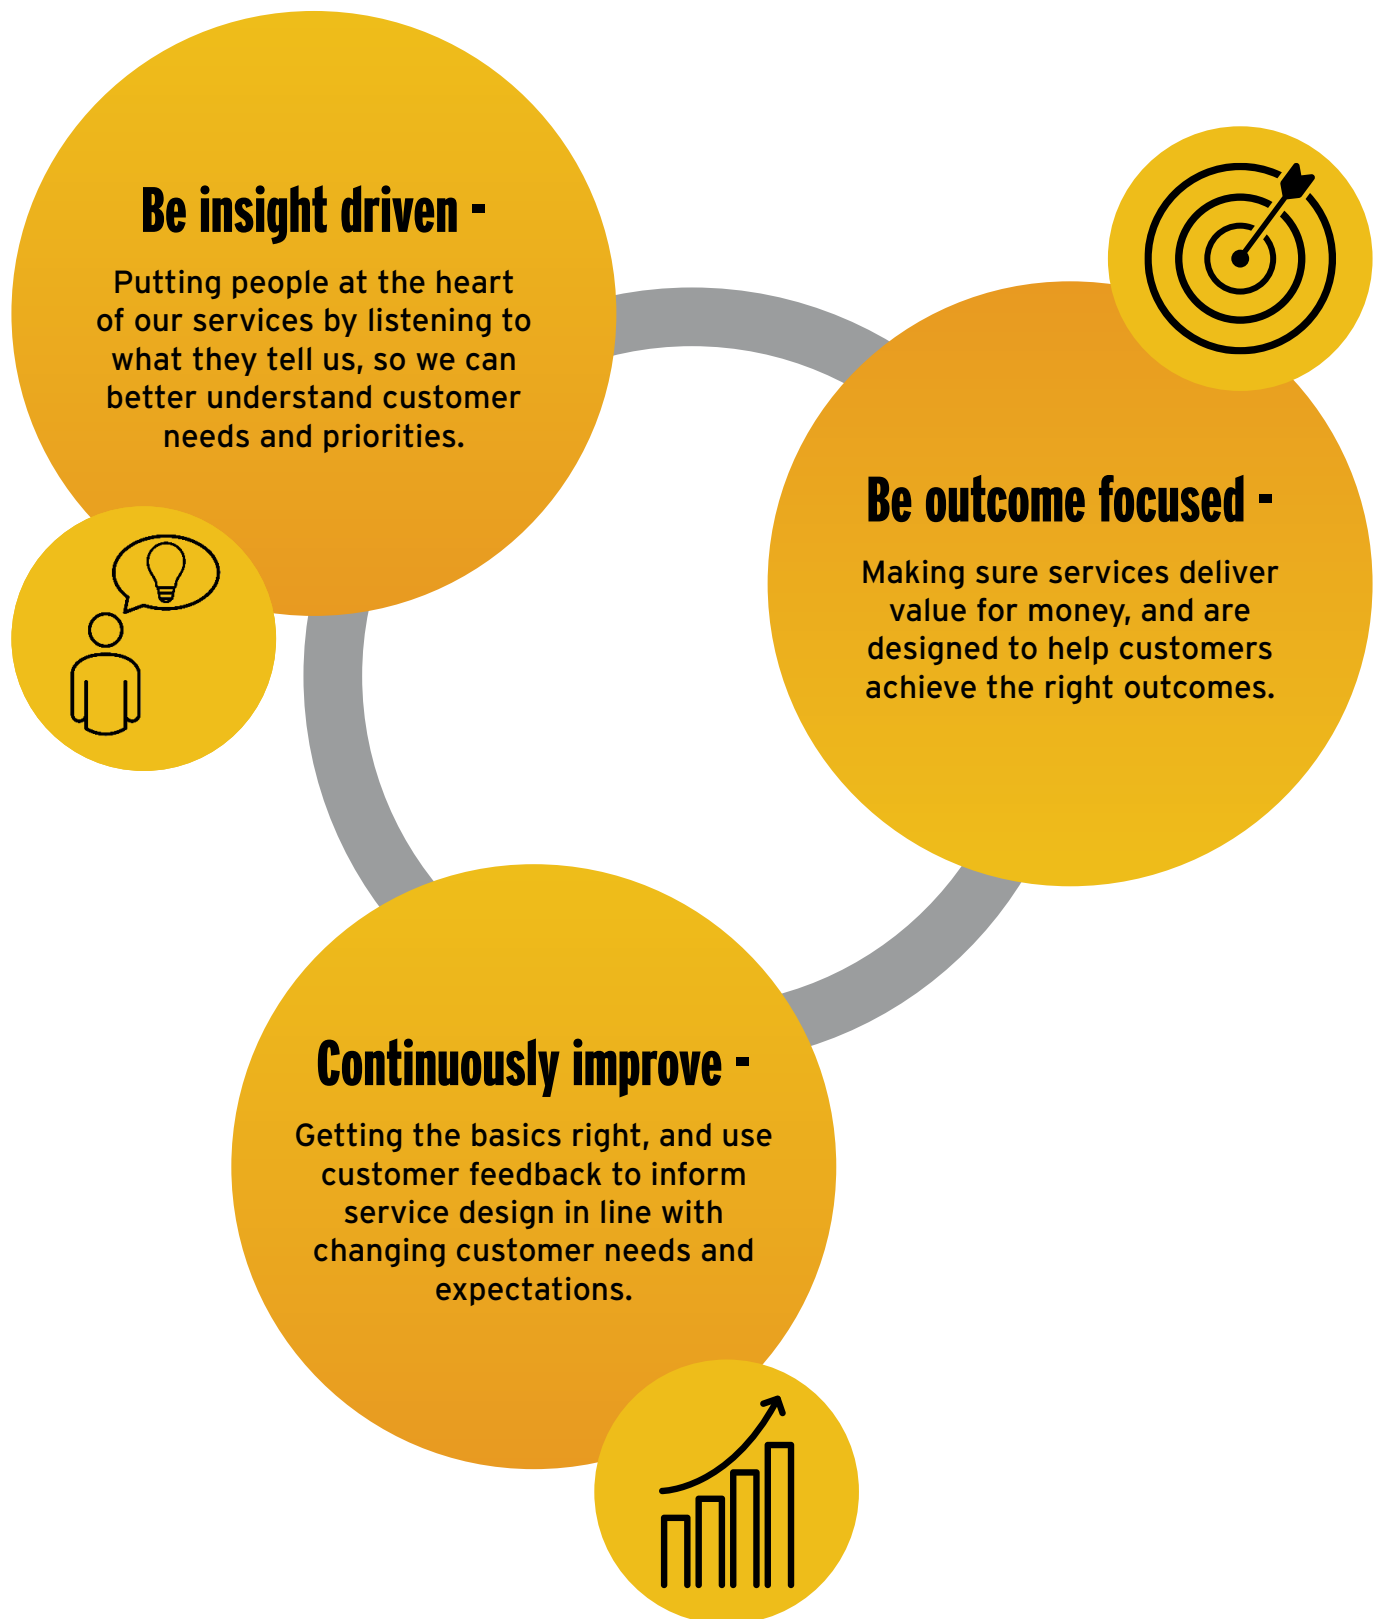 Be insight driven -
Putting people at the heart
of our services by listening to
what they tell us, so we can
better understand customer
needs and priorities.
Be outcome focused -
Making sure services deliver
value for money, and are
designed to help customers
achieve the right outcomes.
Continuously improve -
Getting the basics right, and use
customer feedback to inform
service design in line with
changing customer needs and
expectations.